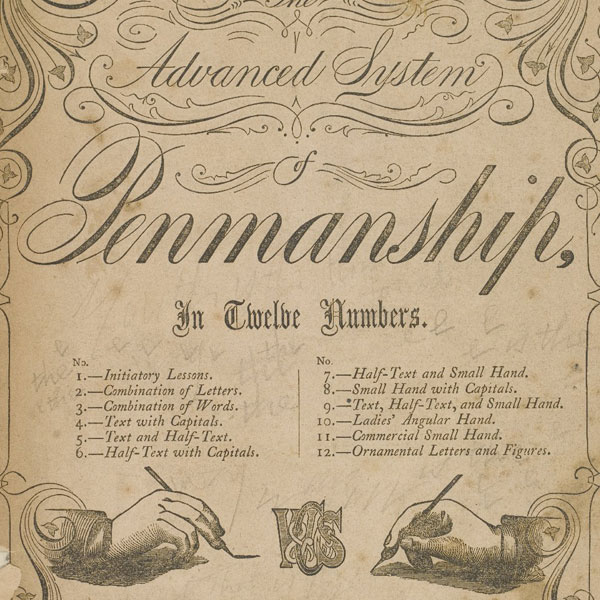 The
Advanced System
of
Penmanship,
In Twelve Numbers.
No.
1.—Initiatory Lessons.
2.—Combination of Letters.
3.—Combination of Words.
4.—Text with Capitals.
5.—Text and Half-Text.
6.—Half-Text with Capitals.
No.
7.—Half-Text and Small Hand.
8.—Small Hand with Capitals.
9.—Text, Half-Text, and Small Hand.
10.—Ladies' Angular Hand.
11.—Commercial Small Hand.
12.—Ornamental Letters and Figures.